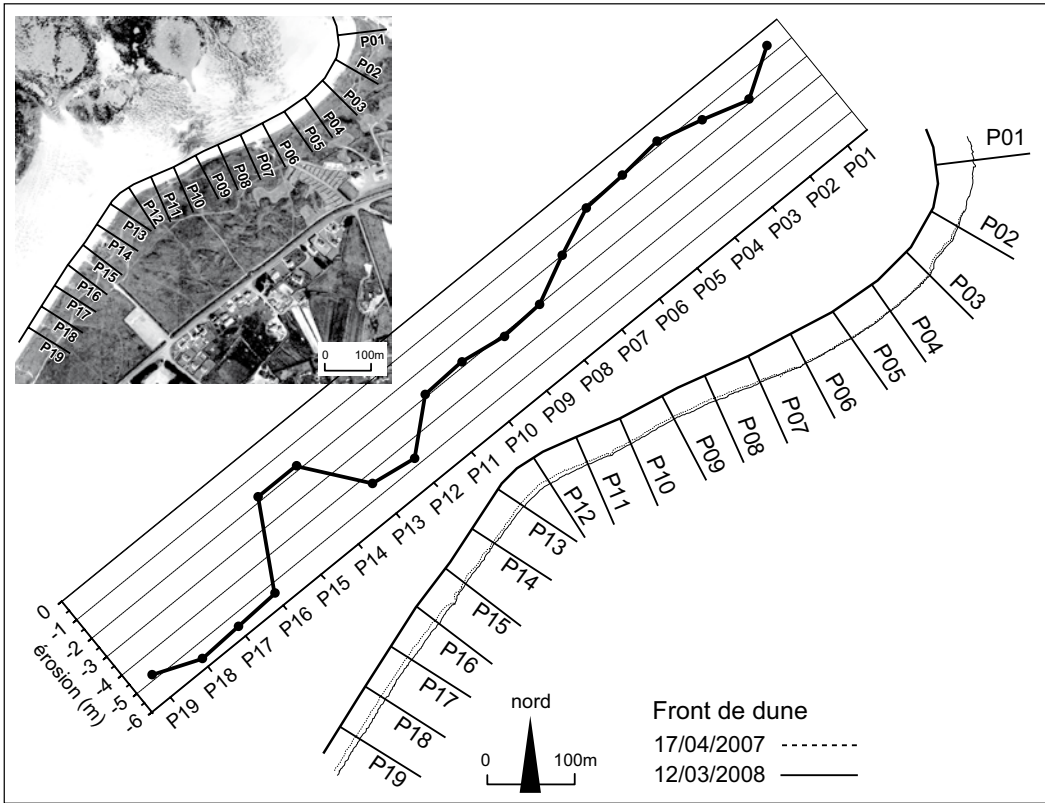 P01
P02
P03
P04
P05
P06
P07
P08
P09
P10
P11
P12
P13
P14
P15
P16
P17
P18
P19
0 100m
0
-1
-2
-3
-4
-5
-6
érosion (m)
P19
P18
P17
P16
P15
P14
P13
P12
P11
P10
P09
P08
P07
P06
P05
P04
P03
P02
P01
P01
P02
P03
P04
P05
P06
P07
P08
P09
P10
P11
P12
P13
P14
P15
P16
P17
P18
P19
nord
0 100m
Front de dune
17/04/2007
12/03/2008